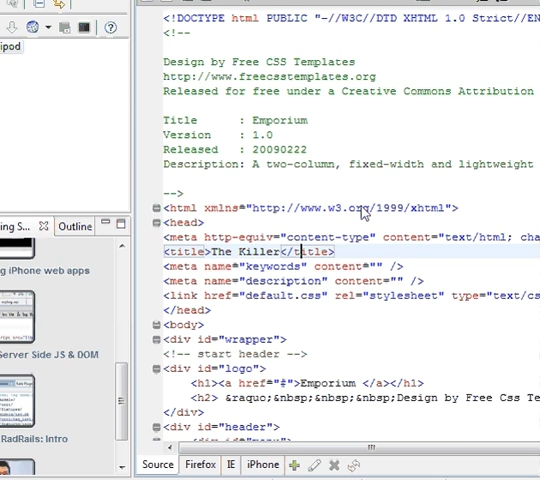 ipod
ng S...
Outline
ng iPhone web apps
Server Side JS & DOM
RadRails: Intro
<!DOCTYPE html PUBLIC "-//W3C//DTD XHTML 1.0 Strict//EN
<!--
Design by Free CSS Templates
http://www.freecsstemplates.org
Released for free under a Creative Commons Attribution
Title : Emporium
Version : 1.0
Released : 20090222
Description: A two-column, fixed-width and lightweight
-->
<html xmlns="http://www.w3.org/1999/xhtml">
<head>
<meta http-equiv="content-type" content="text/html; cha
<title>The Killer</title>
<meta name="keywords" content="" />
<meta name="description" content="" />
<link href="default.css" rel="stylesheet" type="text/cs
</head>
<body>
<div id="wrapper">
<!-- start header -->
<div id="logo">
<h1><a href="#">Emporium </a></h1>
<h2> &raquo;&nbsp;&nbsp;&nbsp;Design by Free Css Te
</div>
<div id="header">
<div id="menu">
Source Firefox IE iPhone